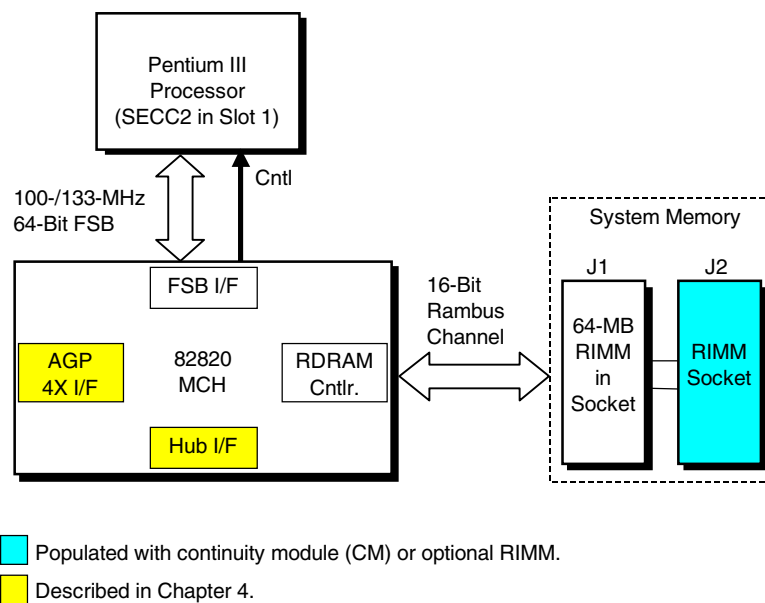 Pentium III
Processor
(SECC2 in Slot 1)
100-/133-MHz
64-Bit FSB
Cntl
System Memory
J1
J2
FSB I/F
16-Bit
Rambus
Channel
AGP
4X I/F
82820
MCH
RDRAM
Cntlr.
64-MB
RIMM
in
Socket
RIMM
Socket
Hub I/F
Populated with continuity module (CM) or optional RIMM.
Described in Chapter 4.